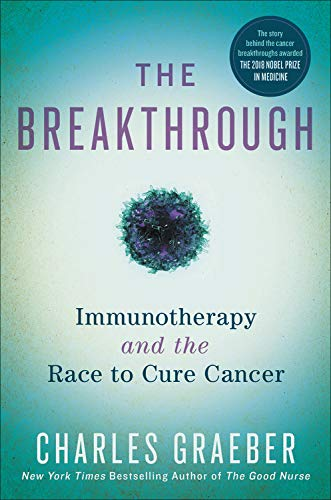 The story
behind the cancer
breakthroughs awarded
THE 2018 NOBEL PRIZE
IN MEDICINE
THE
BREAKTHROUGH
Immunotherapy
and the
Race to Cure Cancer
CHARLES GRAEBER
New York Times Bestselling Author of The Good Nurse